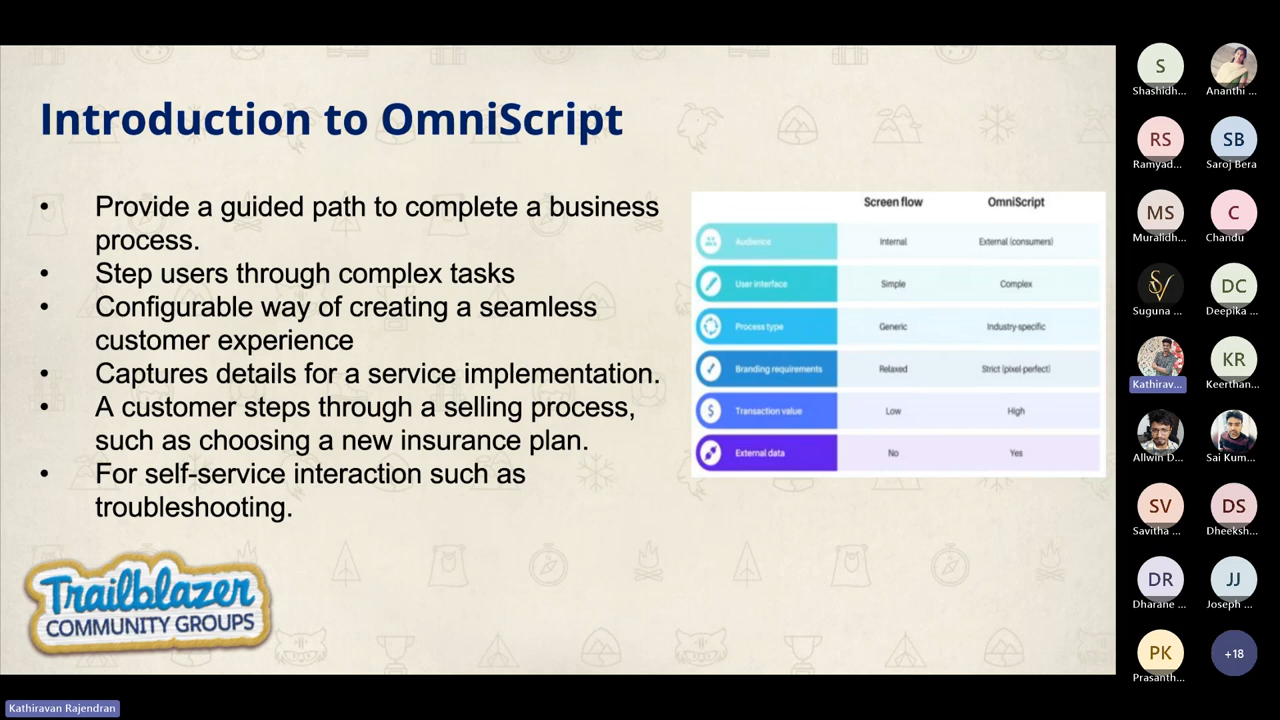 Introduction to OmniScript
• Provide a guided path to complete a business
process.
• Step users through complex tasks
• Configurable way of creating a seamless
customer experience
• Captures details for a service implementation.
• A customer steps through a selling process,
such as choosing a new insurance plan.
• For self-service interaction such as
troubleshooting.
Screen flow OmniScript
Audience Internal External (consumers)
User interface Simple Complex
Process type Generic Industry-specific
Branding requirements Relaxed Strict (pixel-perfect)
$ Transaction value Low High
External data No Yes
Trailblazer
COMMUNITY GROUPS
S
Shashidh... Ananthi ...
RS SB
Ramyad... Saroj Bera
MS C
Muralidh... Chandu
SV DC
Suguna ... Deepika ...
KR
Kathirav... Keerthan...
Allwin D... Sai Kum...
SV DS
Savitha ... Dheeksh...
DR JJ
Dharane ... Joseph ...
PK +18
Prasanth...
Kathiravan Rajendran